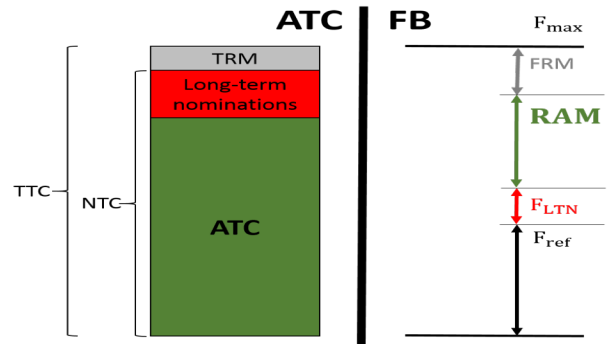 ATC FB
F_max
TRM
FRM
Long-term
nominations
RAM
TTC
NTC
F_LTN
ATC
F_ref